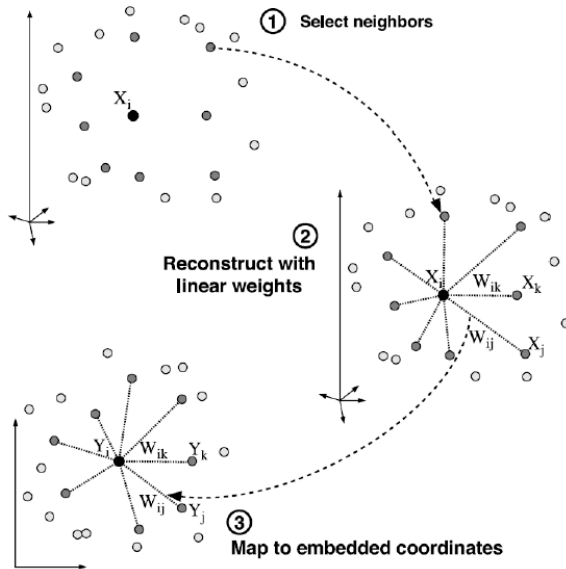 ① Select neighbors
X_i
②
Reconstruct with
linear weights
X_i
W_ik
X_k
W_ij
X_j
Y_i
W_ik
Y_k
W_ij
Y_j
③
Map to embedded coordinates